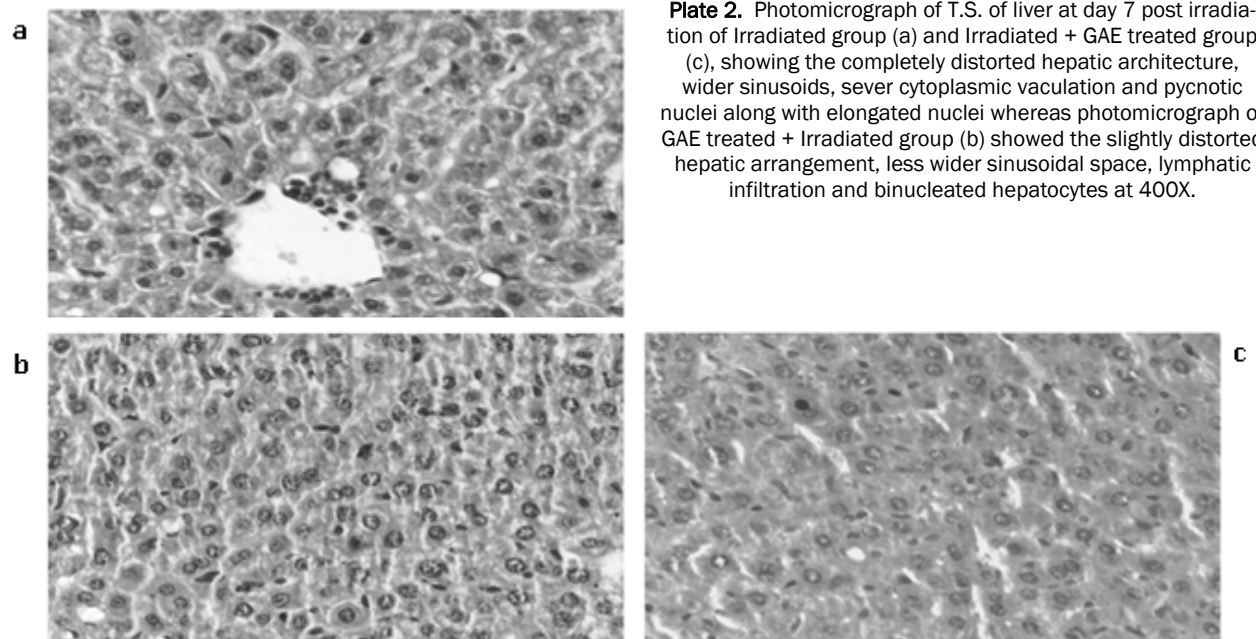 a
Plate 2. Photomicrograph of T.S. of liver at day 7 post irradia-
tion of Irradiated group (a) and Irradiated + GAE treated group
(c), showing the completely distorted hepatic architecture,
wider sinusoids, sever cytoplasmic vaculation and pycnotic
nuclei along with elongated nuclei whereas photomicrograph o
GAE treated + Irradiated group (b) showed the slightly distorted
hepatic arrangement, less wider sinusoidal space, lymphatic
infiltration and binucleated hepatocytes at 400X.
b
c